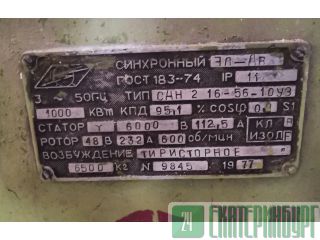 СИНХРОННЫЙ ЭЛ-ДВ
ГОСТ 183-74 IP 11
3 ~ 50ГЦ ТИП СДН 2 16-56-10У3
1000 КВТ КПД 95,1 % COSФ 0,9 S1
СТАТОР Y 6000 В 112,5 А КЛ
РОТОР 48 В 232 А 600 об/мин ИЗОЛ
ВОЗБУЖДЕНИЕ ТИРИСТОРНОЕ
6500 КГ N 9845 1977
24 ЕКАТЕРИНБУРГ